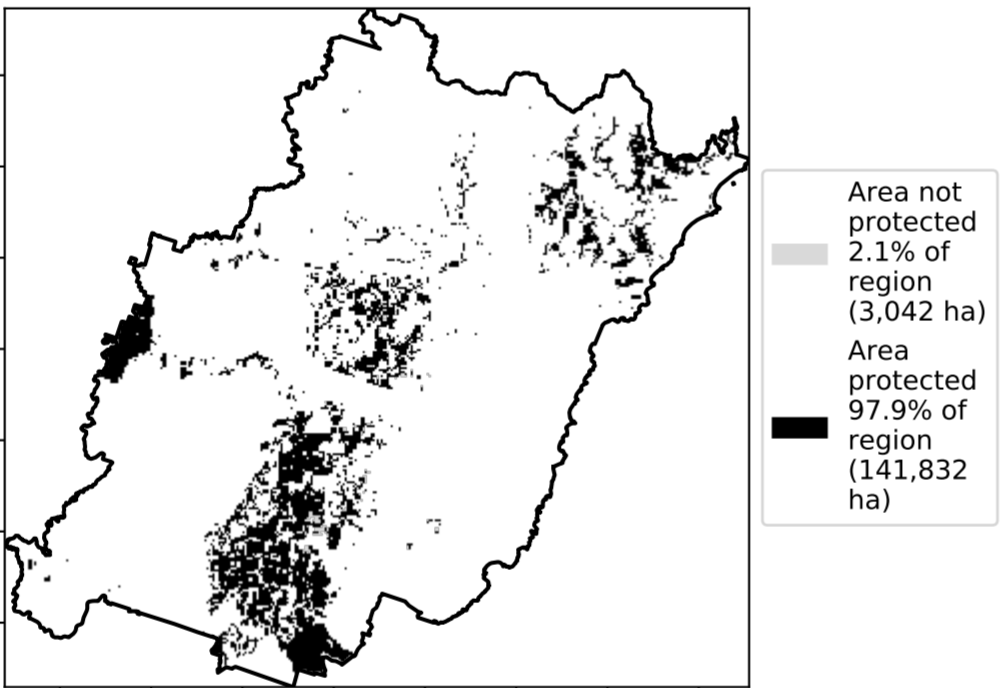 Area not
protected
2.1% of
region
(3,042 ha)
Area
protected
97.9% of
region
(141,832
ha)